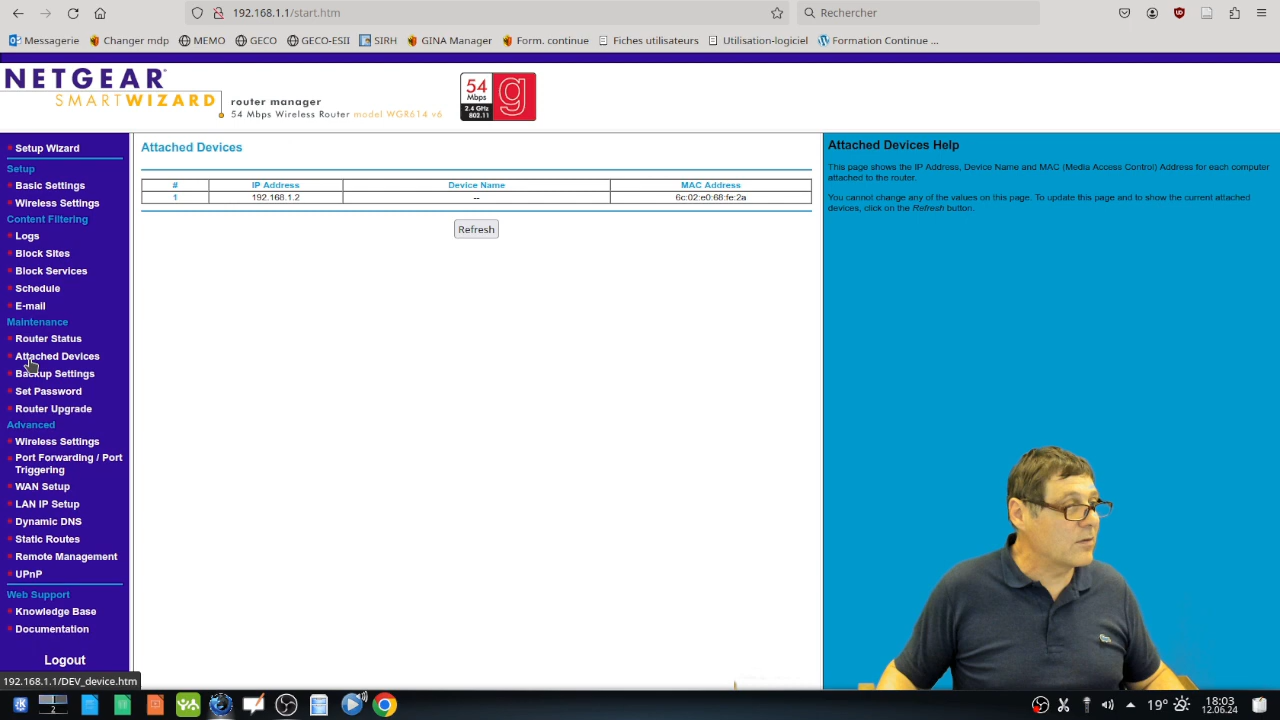 192.168.1.1/start.htm
Rechercher
Messagerie
Changer mdp
MEMO
GECO
GECO-ESII
SIRH
GINA Manager
Form. continue
Fiches utilisateurs
Utilisation-logiciel
Formation Continue ...
NETGEAR
SMARTWIZARD
router manager
54 Mbps Wireless Router model WGR614 v6
54
Mbps
2.4 GHz
802.11
g
Setup Wizard
Setup
Basic Settings
Wireless Settings
Content Filtering
Logs
Block Sites
Block Services
Schedule
E-mail
Maintenance
Router Status
Attached Devices
Backup Settings
Set Password
Router Upgrade
Advanced
Wireless Settings
Port Forwarding / Port
Triggering
WAN Setup
LAN IP Setup
Dynamic DNS
Static Routes
Remote Management
UPnP
Web Support
Knowledge Base
Documentation
Logout
192.168.1.1/DEV_device.htm
Attached Devices
# IP Address Device Name MAC Address
1 192.168.1.2 -- 6c:02:e0:68:fe:2a
Refresh
Attached Devices Help
This page shows the IP Address, Device Name and MAC (Media Access Control) Address for each computer
attached to the router.
You cannot change any of the values on this page. To update this page and to show the current attached
devices, click on the Refresh button.
1
2
19°
18:03
12.06.24